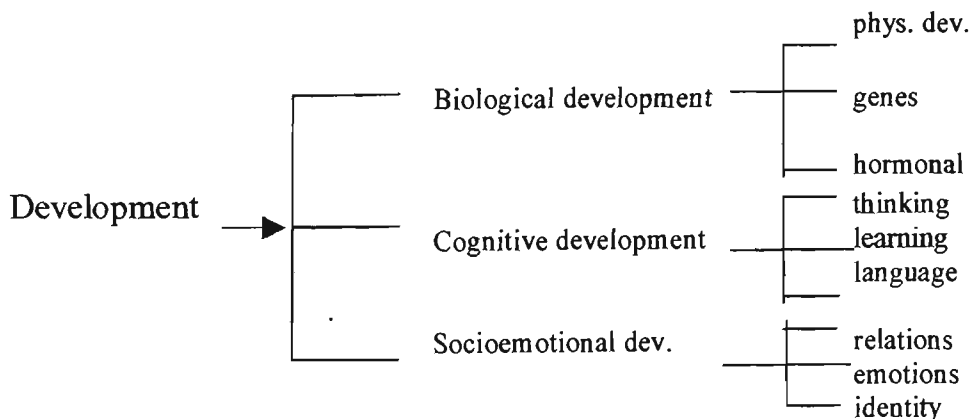 Development
Biological development
phys. dev.
genes
hormonal
Cognitive development
thinking
learning
language
Socioemotional dev.
relations
emotions
identity